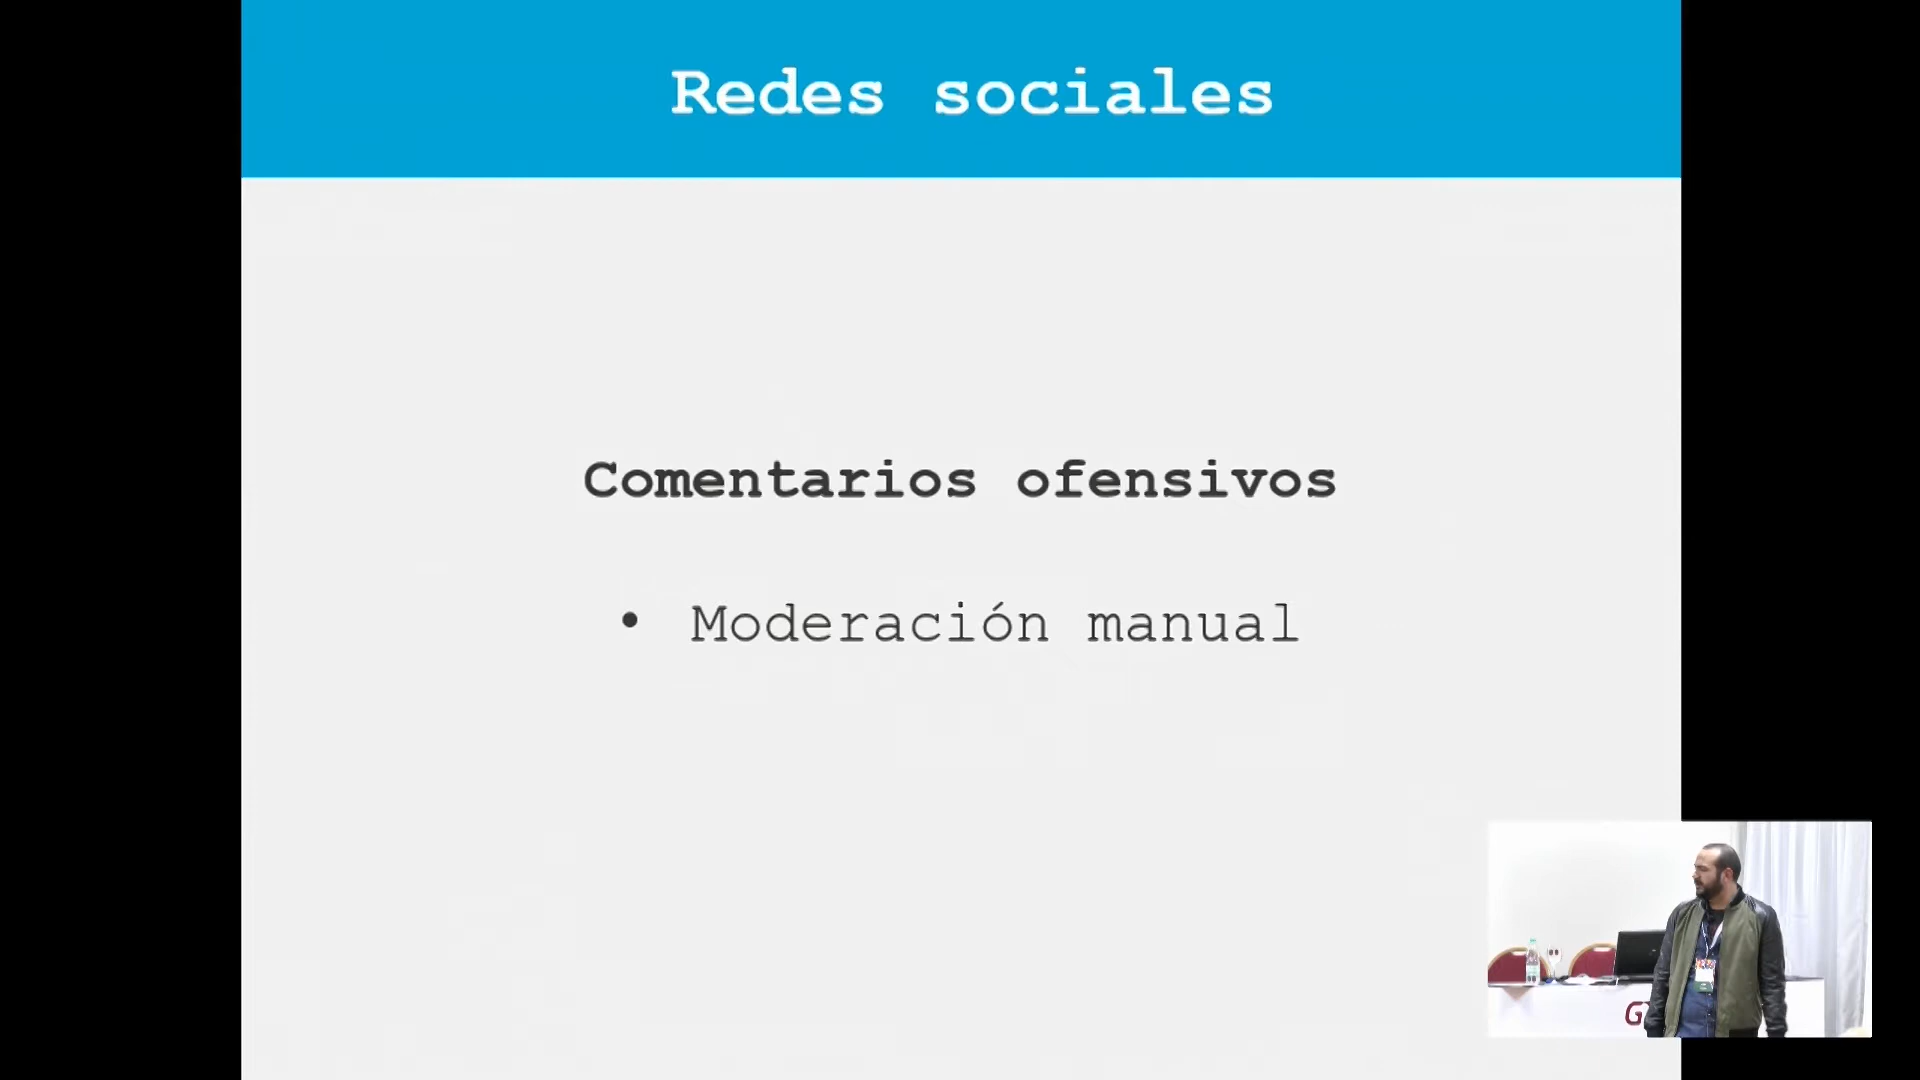 Redes sociales
Comentarios ofensivos
• Moderación manual